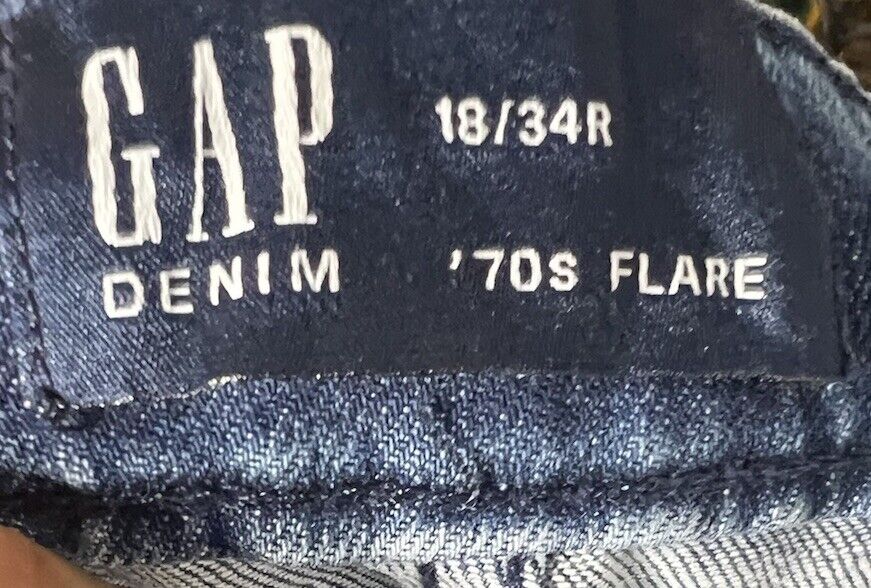 GAP
DENIM
18/34R
'70S FLARE